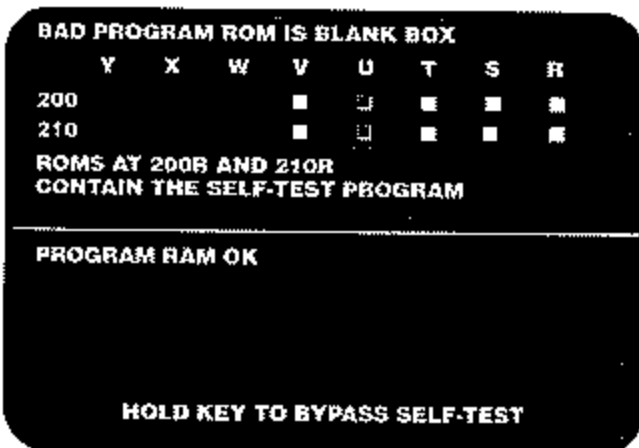 BAD PROGRAM ROM IS BLANK BOX
Y X W V U T S R
200
210
ROMS AT 200R AND 210R
CONTAIN THE SELF-TEST PROGRAM
PROGRAM RAM OK
HOLD KEY TO BYPASS SELF-TEST